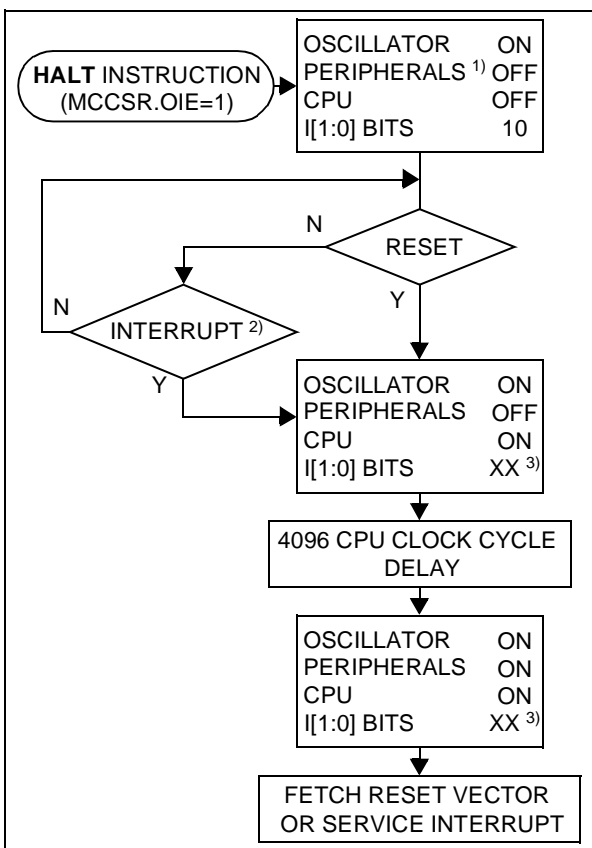 HALT INSTRUCTION
(MCCSR.OIE=1)
OSCILLATOR ON
PERIPHERALS 1) OFF
CPU OFF
I[1:0] BITS 10
RESET
N
Y
INTERRUPT 2)
N
Y
OSCILLATOR ON
PERIPHERALS OFF
CPU ON
I[1:0] BITS XX 3)
4096 CPU CLOCK CYCLE
DELAY
OSCILLATOR ON
PERIPHERALS ON
CPU ON
I[1:0] BITS XX 3)
FETCH RESET VECTOR
OR SERVICE INTERRUPT